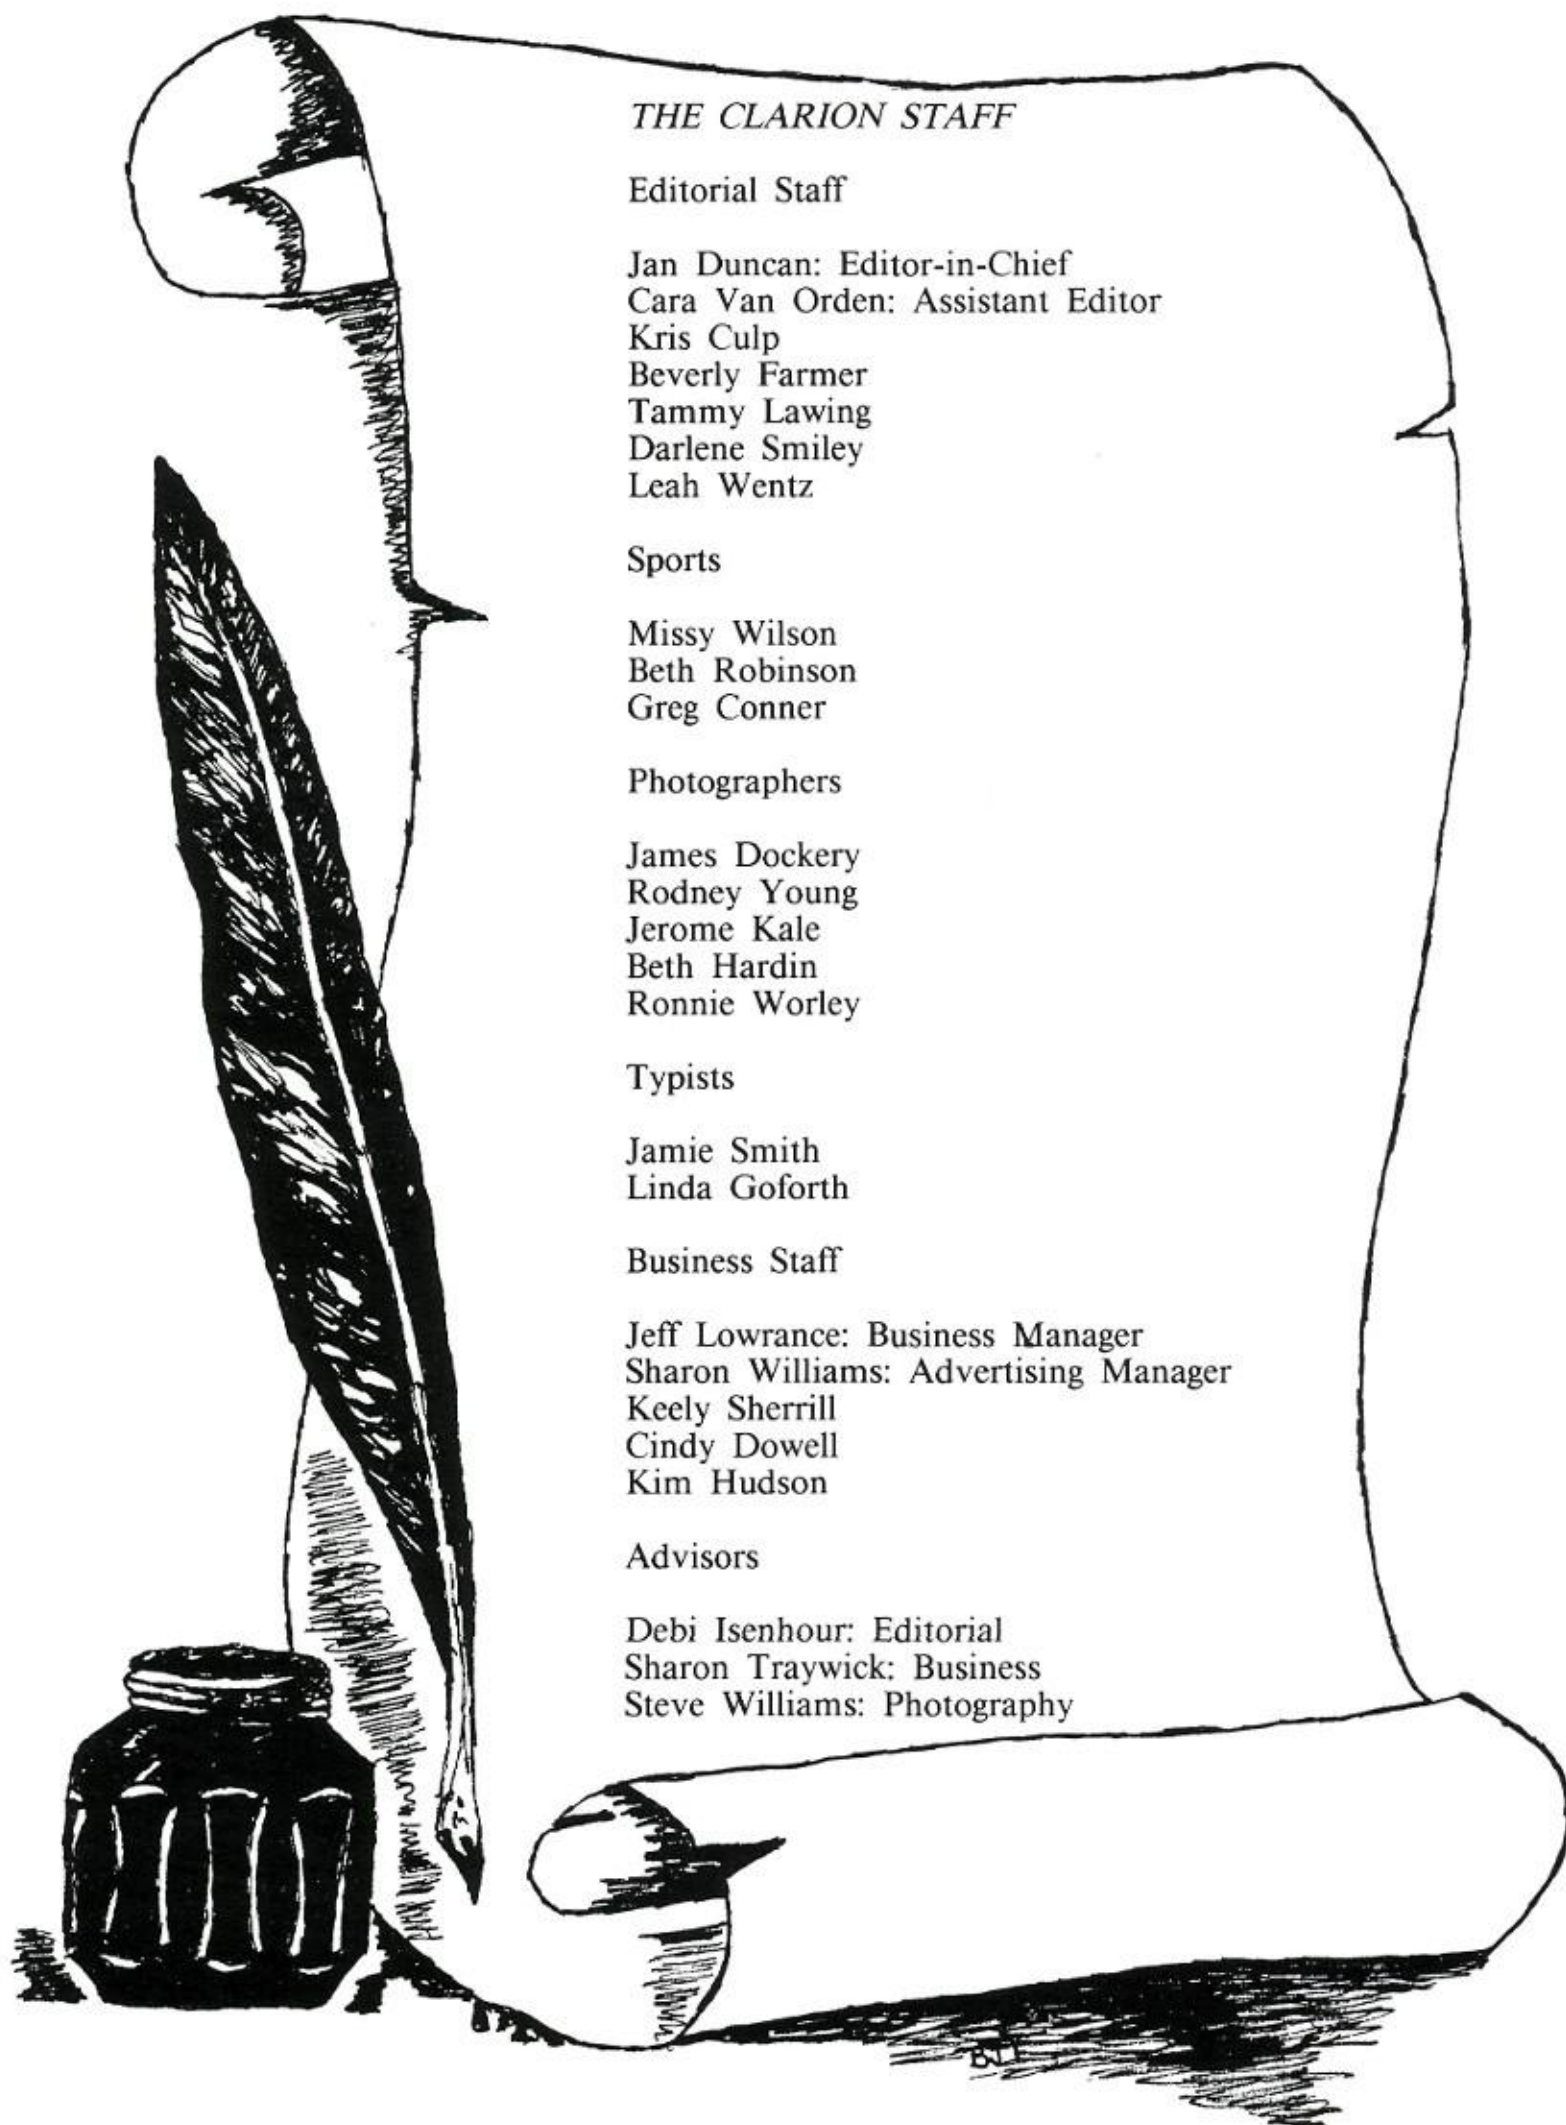 THE CLARION STAFF
Editorial Staff
Jan Duncan: Editor-in-Chief
Cara Van Orden: Assistant Editor
Kris Culp
Beverly Farmer
Tammy Lawing
Darlene Smiley
Leah Wentz
Sports
Missy Wilson
Beth Robinson
Greg Conner
Photographers
James Dockery
Rodney Young
Jerome Kale
Beth Hardin
Ronnie Worley
Typists
Jamie Smith
Linda Goforth
Business Staff
Jeff Lowrance: Business Manager
Sharon Williams: Advertising Manager
Keely Sherrill
Cindy Dowell
Kim Hudson
Advisors
Debi Isenhour: Editorial
Sharon Traywick: Business
Steve Williams: Photography